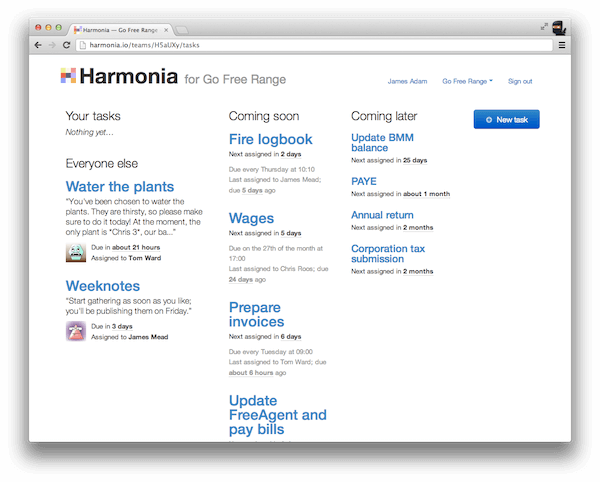 Harmonia — Go Free Range
harmonia.io/teams/H5aUXy/tasks
Harmonia for Go Free Range
James Adam
Go Free Range
Sign out
Your tasks
Nothing yet…
Everyone else
Water the plants
"You've been chosen to water the
plants. They are thirsty, so please make
sure to do it today! At the moment, the
only plant is *Chris 3*, our ba..."
Due in about 21 hours
Assigned to Tom Ward
Weeknotes
"Start gathering as soon as you like;
you'll be publishing them on Friday."
Due in 3 days
Assigned to James Mead
Coming soon
Fire logbook
Next assigned in 2 days
Due every Thursday at 10:10
Last assigned to James Mead;
due 5 days ago
Wages
Next assigned in 5 days
Due on the 27th of the month at
17:00
Last assigned to Chris Roos; due
24 days ago
Prepare
invoices
Next assigned in 6 days
Due every Tuesday at 09:00
Last assigned to Tom Ward; due
about 6 hours ago
Update
FreeAgent and
pay bills
Coming later
Update BMM
balance
Next assigned in 25 days
PAYE
Next assigned in about 1 month
Annual return
Next assigned in 2 months
Corporation tax
submission
Next assigned in 2 months
New task